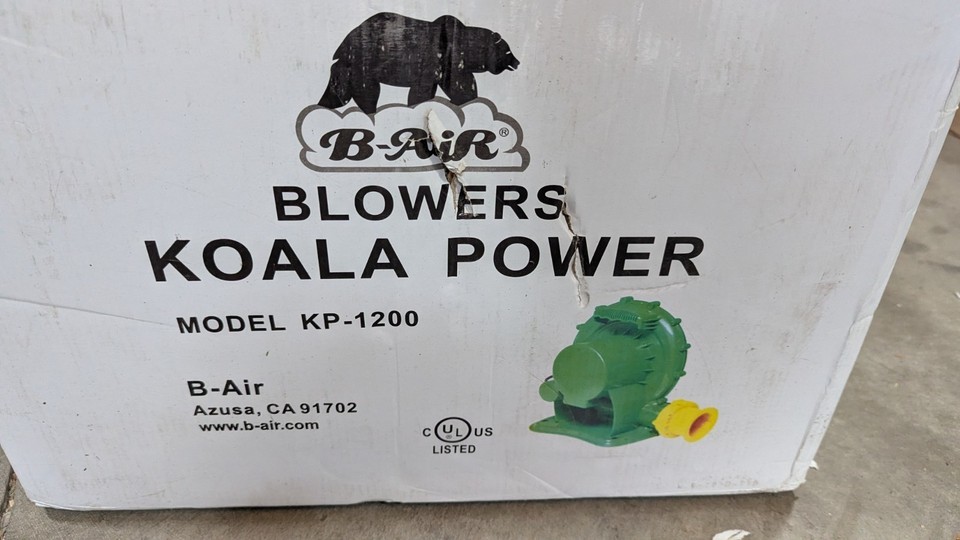 B-AiR®
BLOWERS
KOALA POWER
MODEL KP-1200
B-Air
Azusa, CA 91702
www.b-air.com
C UL® US
LISTED